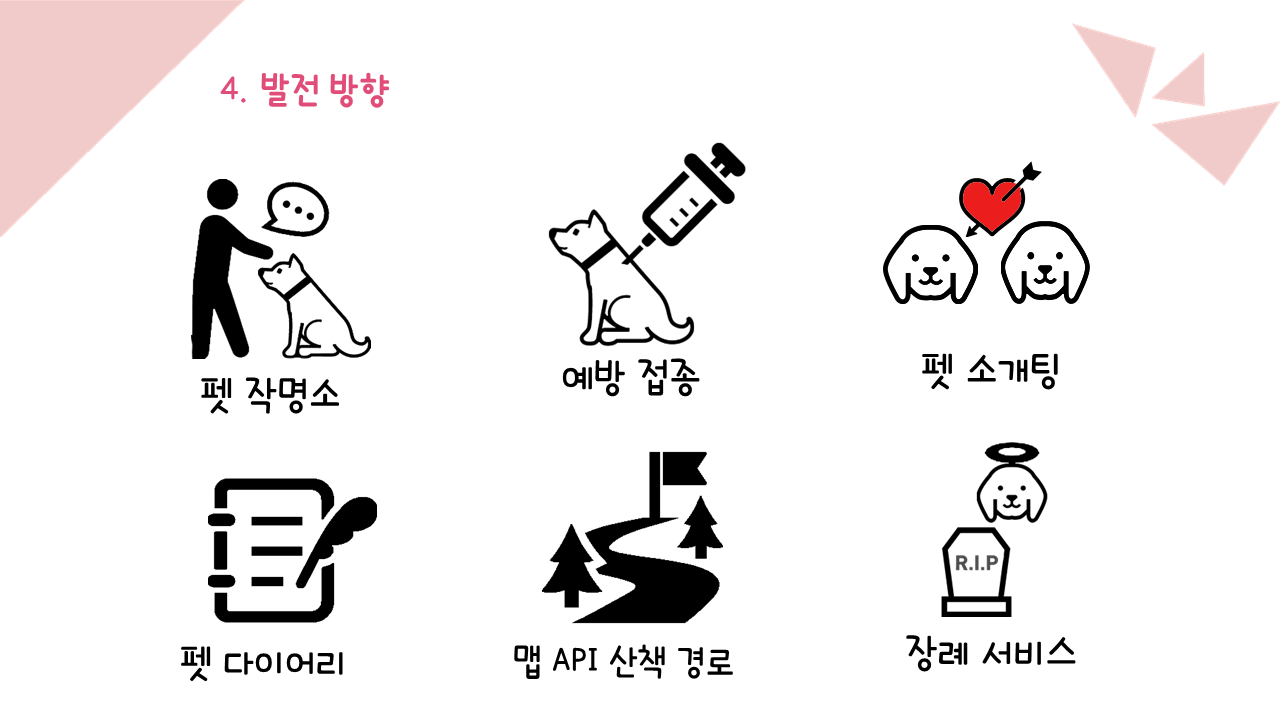 4. 발전 방향
펫 작명소
예방 접종
펫 소개팅
R.I.P
펫 다이어리
맵 API 산책 경로
장례 서비스